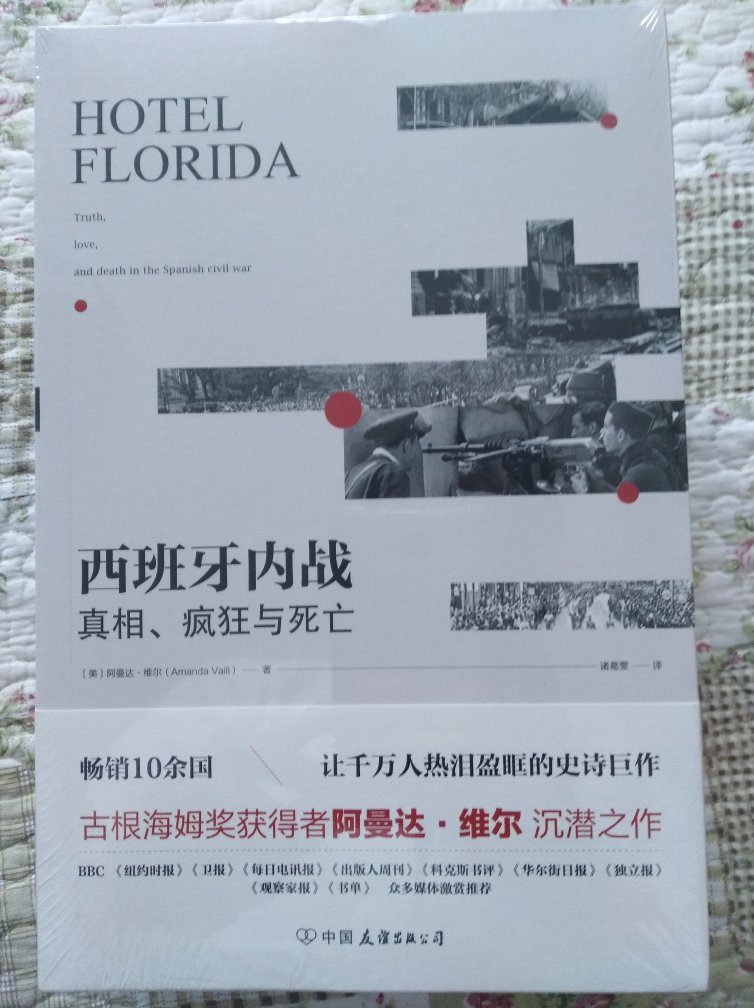 HOTEL
FLORIDA
Truth,
love,
and death in the Spanish civil war
西班牙内战
真相、疯狂与死亡
[美]阿曼达·维尔(Amanda Vaill) —— 著 诸葛雯 —— 译
畅销10余国 \ 让千万人热泪盈眶的史诗巨作
古根海姆奖获得者阿曼达·维尔 沉潜之作
BBC 《纽约时报》《卫报》《每日电讯报》《出版人周刊》《科克斯书评》《华尔街日报》《独立报》
《观察家报》《书单》 众多媒体激赏推荐
中国友谊出版公司